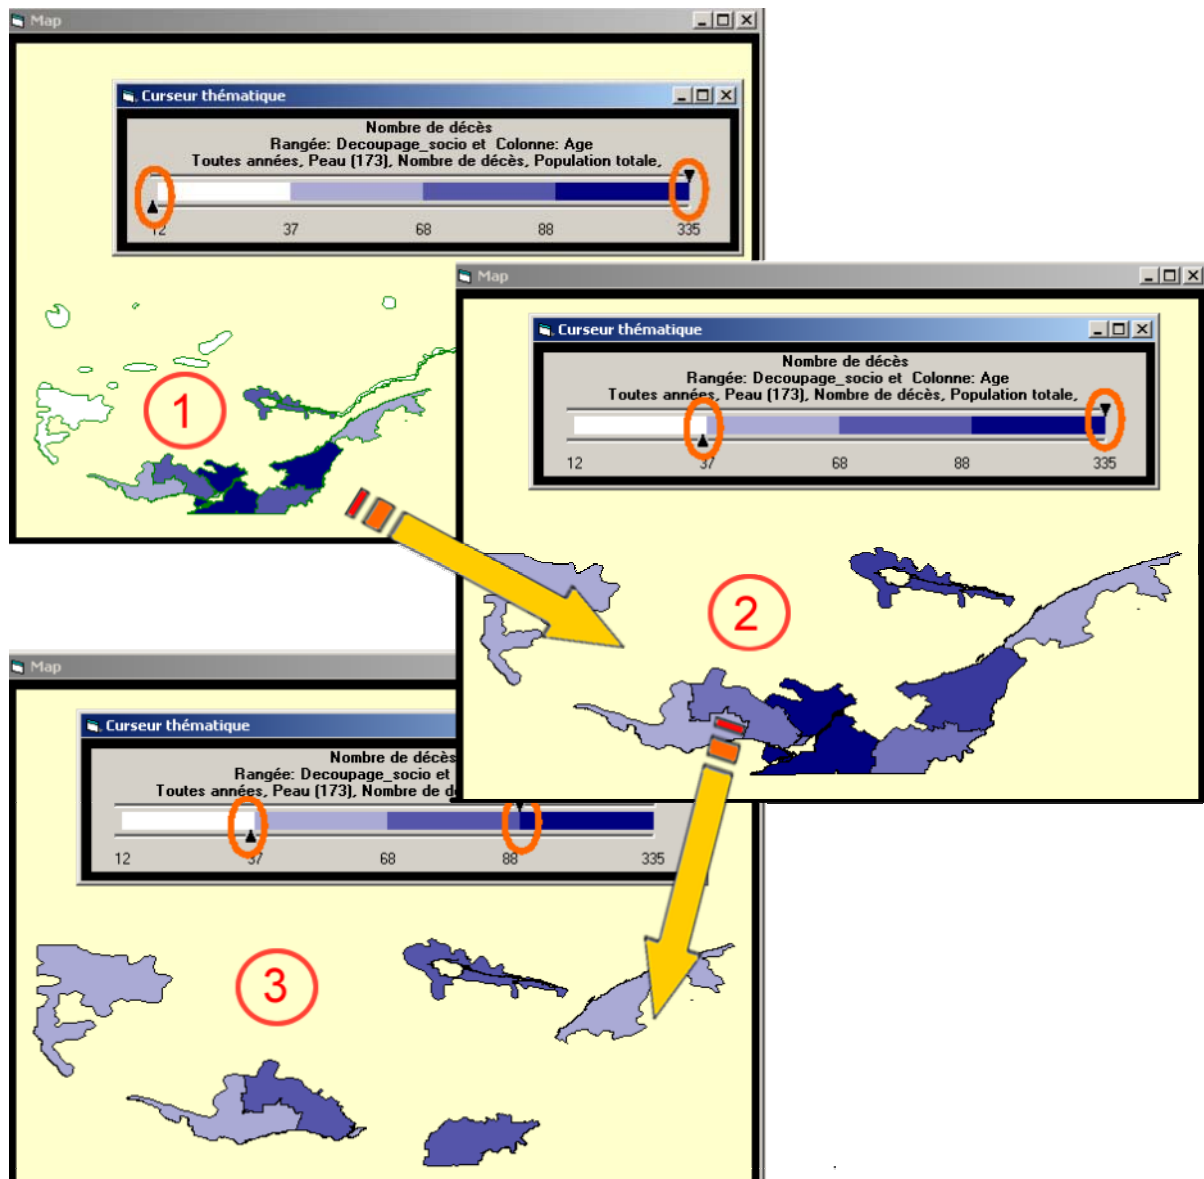 Map
Curseur thématique
Nombre de décès
Rangée: Decoupage_socio et Colonne: Age
Toutes années, Peau (173), Nombre de décès, Population totale,
12 37 68 88 335
1
Map
Curseur thématique
Nombre de décès
Rangée: Decoupage_socio et Colonne: Age
Toutes années, Peau (173), Nombre de décès, Population totale,
12 37 68 88 335
2
Map
Curseur thématique
Nombre de décès
Rangée: Decoupage_socio et
Toutes années, Peau (173), Nombre de d
12 37 68 88 335
3